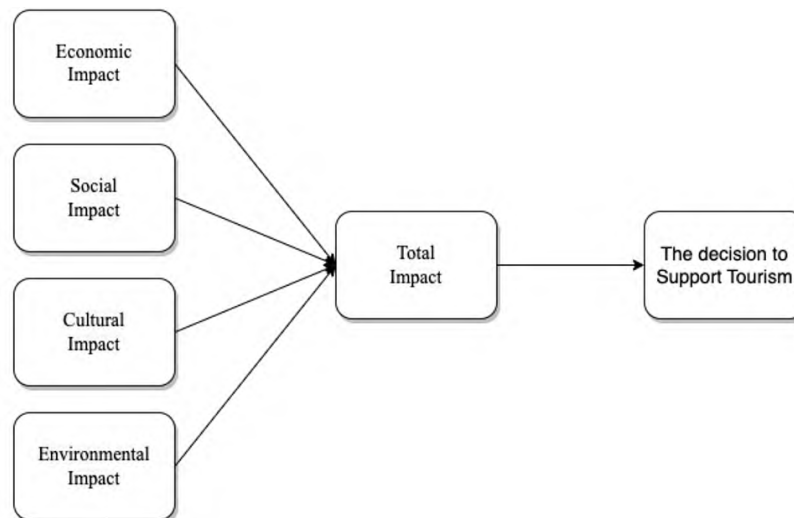 Economic
Impact
Social
Impact
Cultural
Impact
Environmental
Impact
Total
Impact
The decision to
Support Tourism